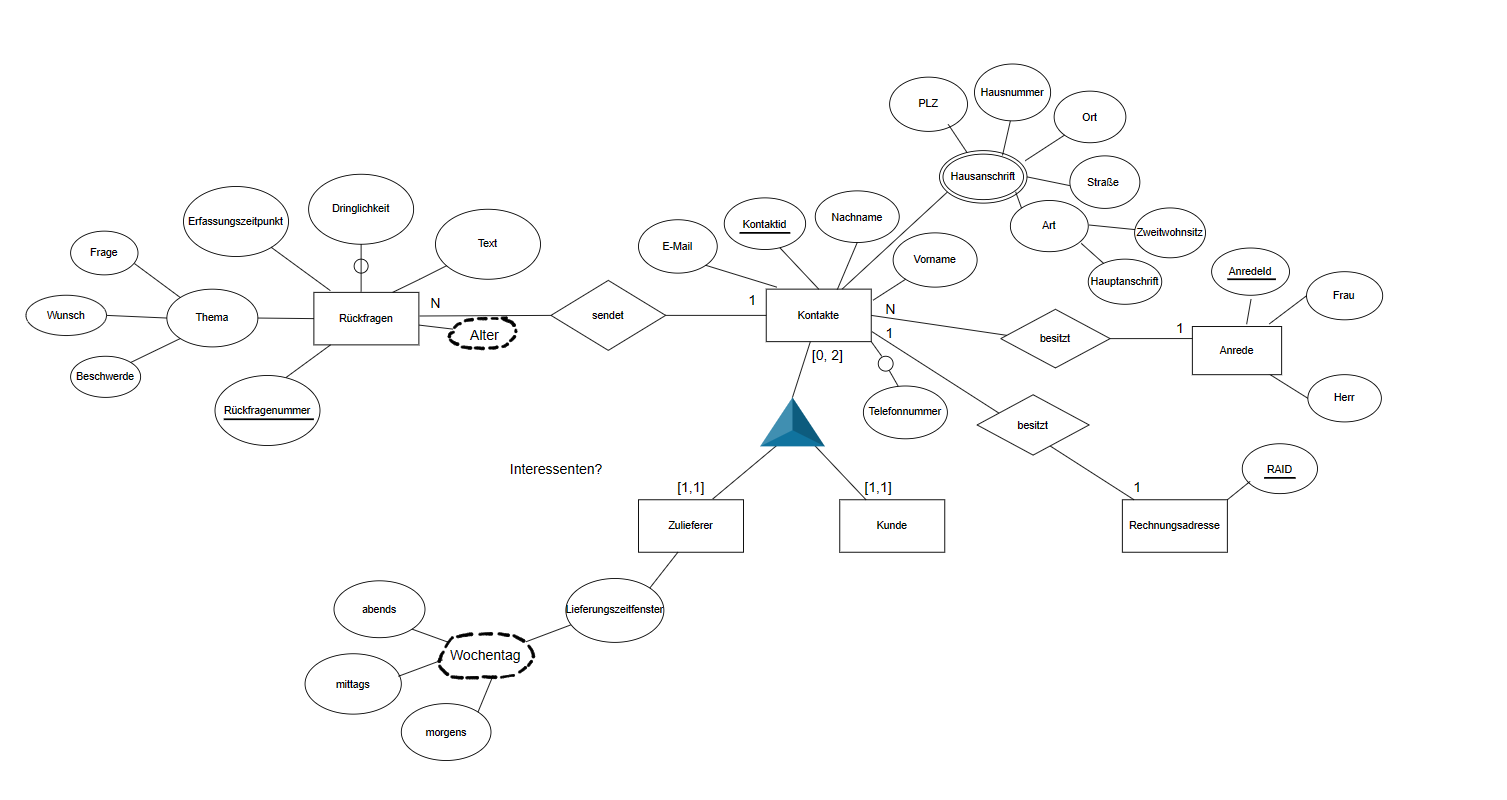 PLZ
Hausnummer
Ort
Hausanschrift
Straße
Art
Zweitwohnsitz
Hauptanschrift
Erfassungszeitpunkt
Dringlichkeit
Text
Frage
Wunsch
Thema
Beschwerde
Rückfragen
Rückfragenummer
N
Alter
sendet
1
E-Mail
Kontaktid
Nachname
Vorname
Kontakte
N
1
[0, 2]
besitzt
1
AnredeId
Frau
Anrede
Herr
Telefonnummer
besitzt
1
RAID
Rechnungsadresse
Interessenten?
[1,1]
[1,1]
Zulieferer
Kunde
Lieferungszeitfenster
abends
Wochentag
mittags
morgens